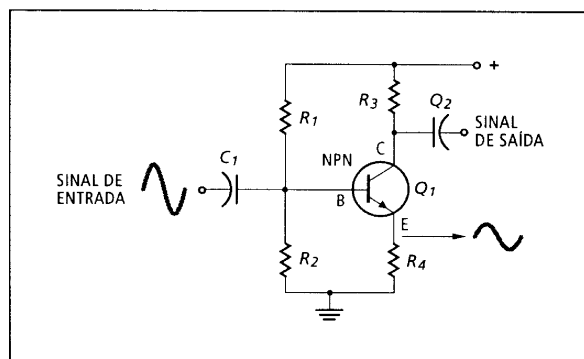 +
R3
Q2
R1
SINAL
DE SAÍDA
C
C1
NPN
SINAL DE
ENTRADA
B
Q1
E
R2
R4